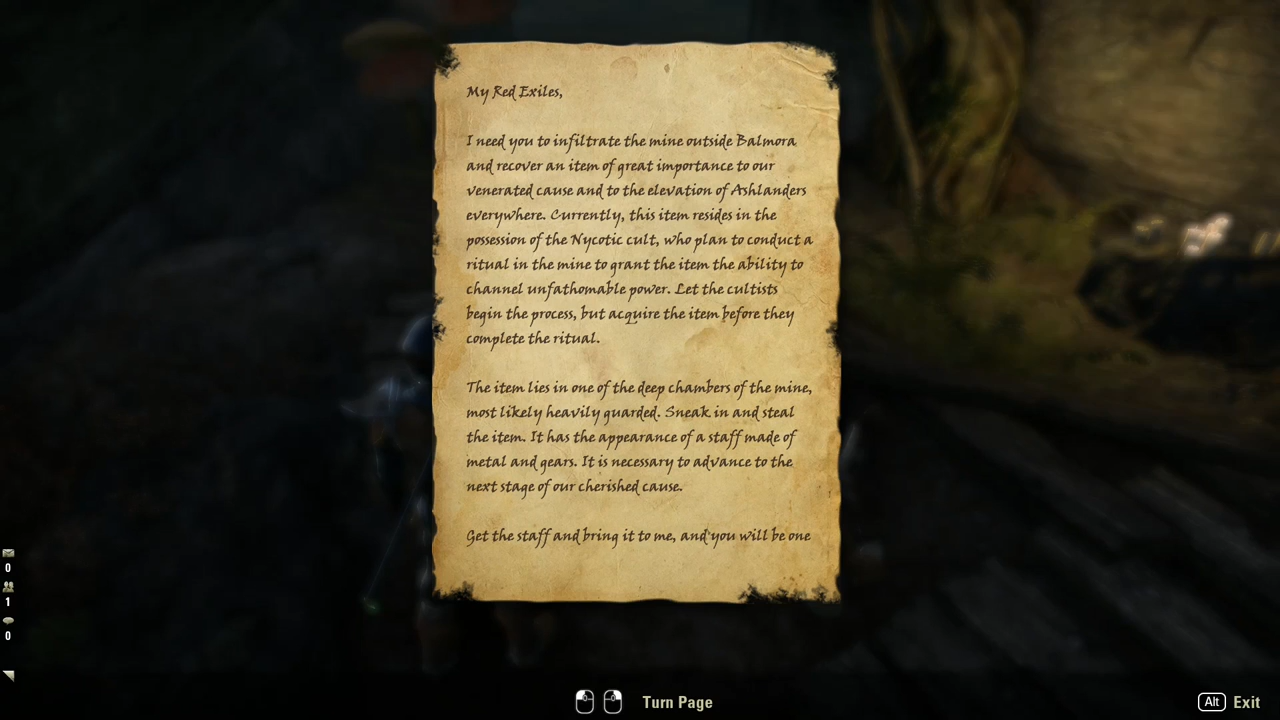 My Red Exiles,
I need you to infiltrate the mine outside Balmora
and recover an item of great importance to our
venerated cause and to the elevation of Ashlanders
everywhere. Currently, this item resides in the
possession of the Nycotic cult, who plan to conduct a
ritual in the mine to grant the item the ability to
channel unfathomable power. Let the cultists
begin the process, but acquire the item before they
complete the ritual.
The item lies in one of the deep chambers of the mine,
most likely heavily guarded. Sneak in and steal
the item. It has the appearance of a staff made of
metal and gears. It is necessary to advance to the
next stage of our cherished cause.
Get the staff and bring it to me, and you will be one
0
1
0
Turn Page
Alt Exit